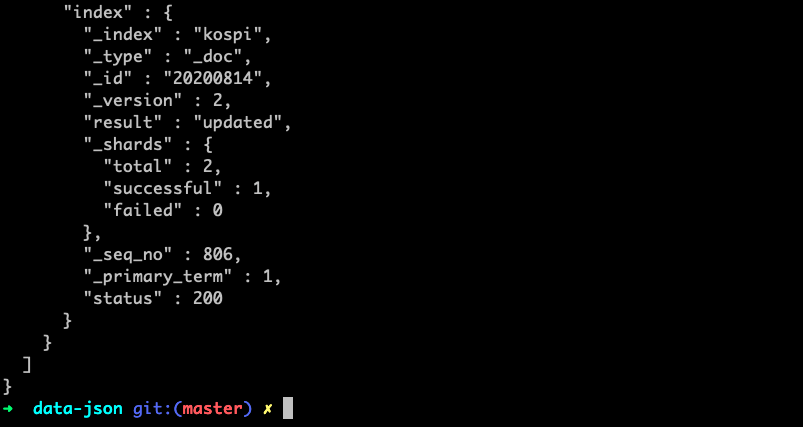 "index" : {
"_index" : "kospi",
"_type" : "_doc",
"_id" : "20200814",
"_version" : 2,
"result" : "updated",
"_shards" : {
"total" : 2,
"successful" : 1,
"failed" : 0
},
"_seq_no" : 806,
"_primary_term" : 1,
"status" : 200
}
}
]
}
➜ data-json git:(master) ✗